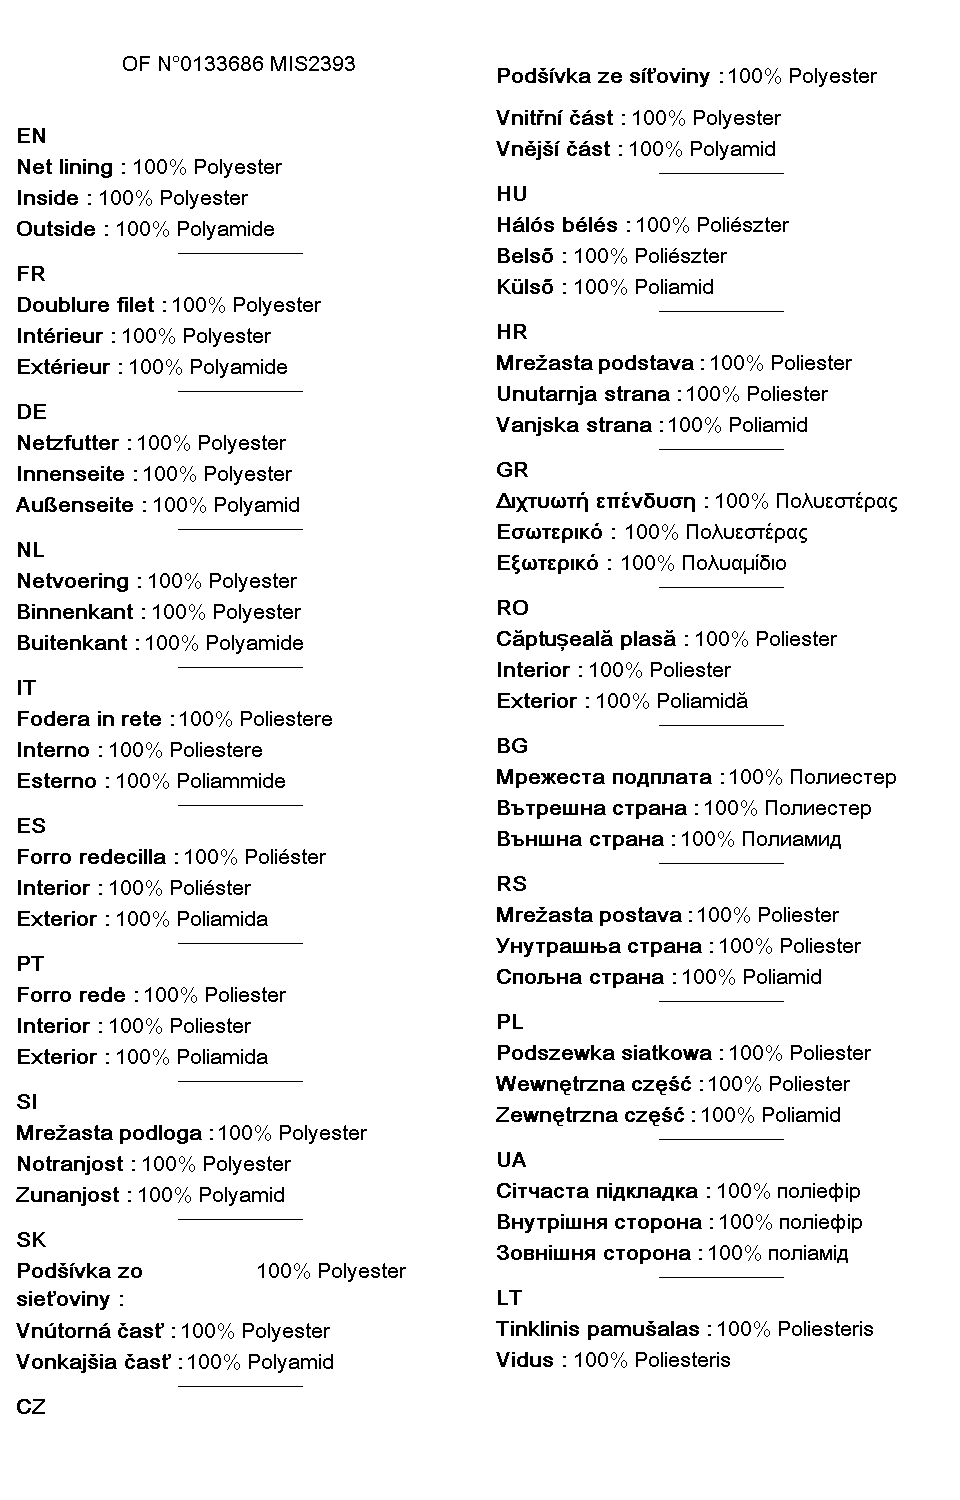 OF N°0133686 MIS2393
EN
Net lining : 100% Polyester
Inside : 100% Polyester
Outside : 100% Polyamide
FR
Doublure filet : 100% Polyester
Intérieur : 100% Polyester
Extérieur : 100% Polyamide
DE
Netzfutter : 100% Polyester
Innenseite : 100% Polyester
Außenseite : 100% Polyamid
NL
Netvoering : 100% Polyester
Binnenkant : 100% Polyester
Buitenkant : 100% Polyamide
IT
Fodera in rete : 100% Poliestere
Interno : 100% Poliestere
Esterno : 100% Poliammide
ES
Forro redecilla : 100% Poliéster
Interior : 100% Poliéster
Exterior : 100% Poliamida
PT
Forro rede : 100% Poliester
Interior : 100% Poliester
Exterior : 100% Poliamida
SI
Mrežasta podloga : 100% Polyester
Notranjost : 100% Polyester
Zunanjost : 100% Polyamid
SK
Podšívka zo 100% Polyester
sieťoviny :
Vnútorná časť : 100% Polyester
Vonkajšia časť : 100% Polyamid
CZ
Podšívka ze síťoviny : 100% Polyester
Vnitřní část : 100% Polyester
Vnější část : 100% Polyamid
HU
Hálós bélés : 100% Poliészter
Belsõ : 100% Poliészter
Külsõ : 100% Poliamid
HR
Mrežasta podstava : 100% Poliester
Unutarnja strana : 100% Poliester
Vanjska strana : 100% Poliamid
GR
Διχτυωτή επένδυση : 100% Πολυεστέρας
Εσωτερικό : 100% Πολυεστέρας
Εξωτερικό : 100% Πολυαμίδιο
RO
Căptușeală plasă : 100% Poliester
Interior : 100% Poliester
Exterior : 100% Poliamidă
BG
Мрежеста подплата : 100% Полиестер
Вътрешна страна : 100% Полиестер
Външна страна : 100% Полиамид
RS
Mrežasta postava : 100% Poliester
Унутрашња страна : 100% Poliester
Спољна страна : 100% Poliamid
PL
Podszewka siatkowa : 100% Poliester
Wewnętrzna część : 100% Poliester
Zewnętrzna część : 100% Poliamid
UA
Сітчаста підкладка : 100% поліефір
Внутрішня сторона : 100% поліефір
Зовнішня сторона : 100% поліамід
LT
Tinklinis pamušalas : 100% Poliesteris
Vidus : 100% Poliesteris